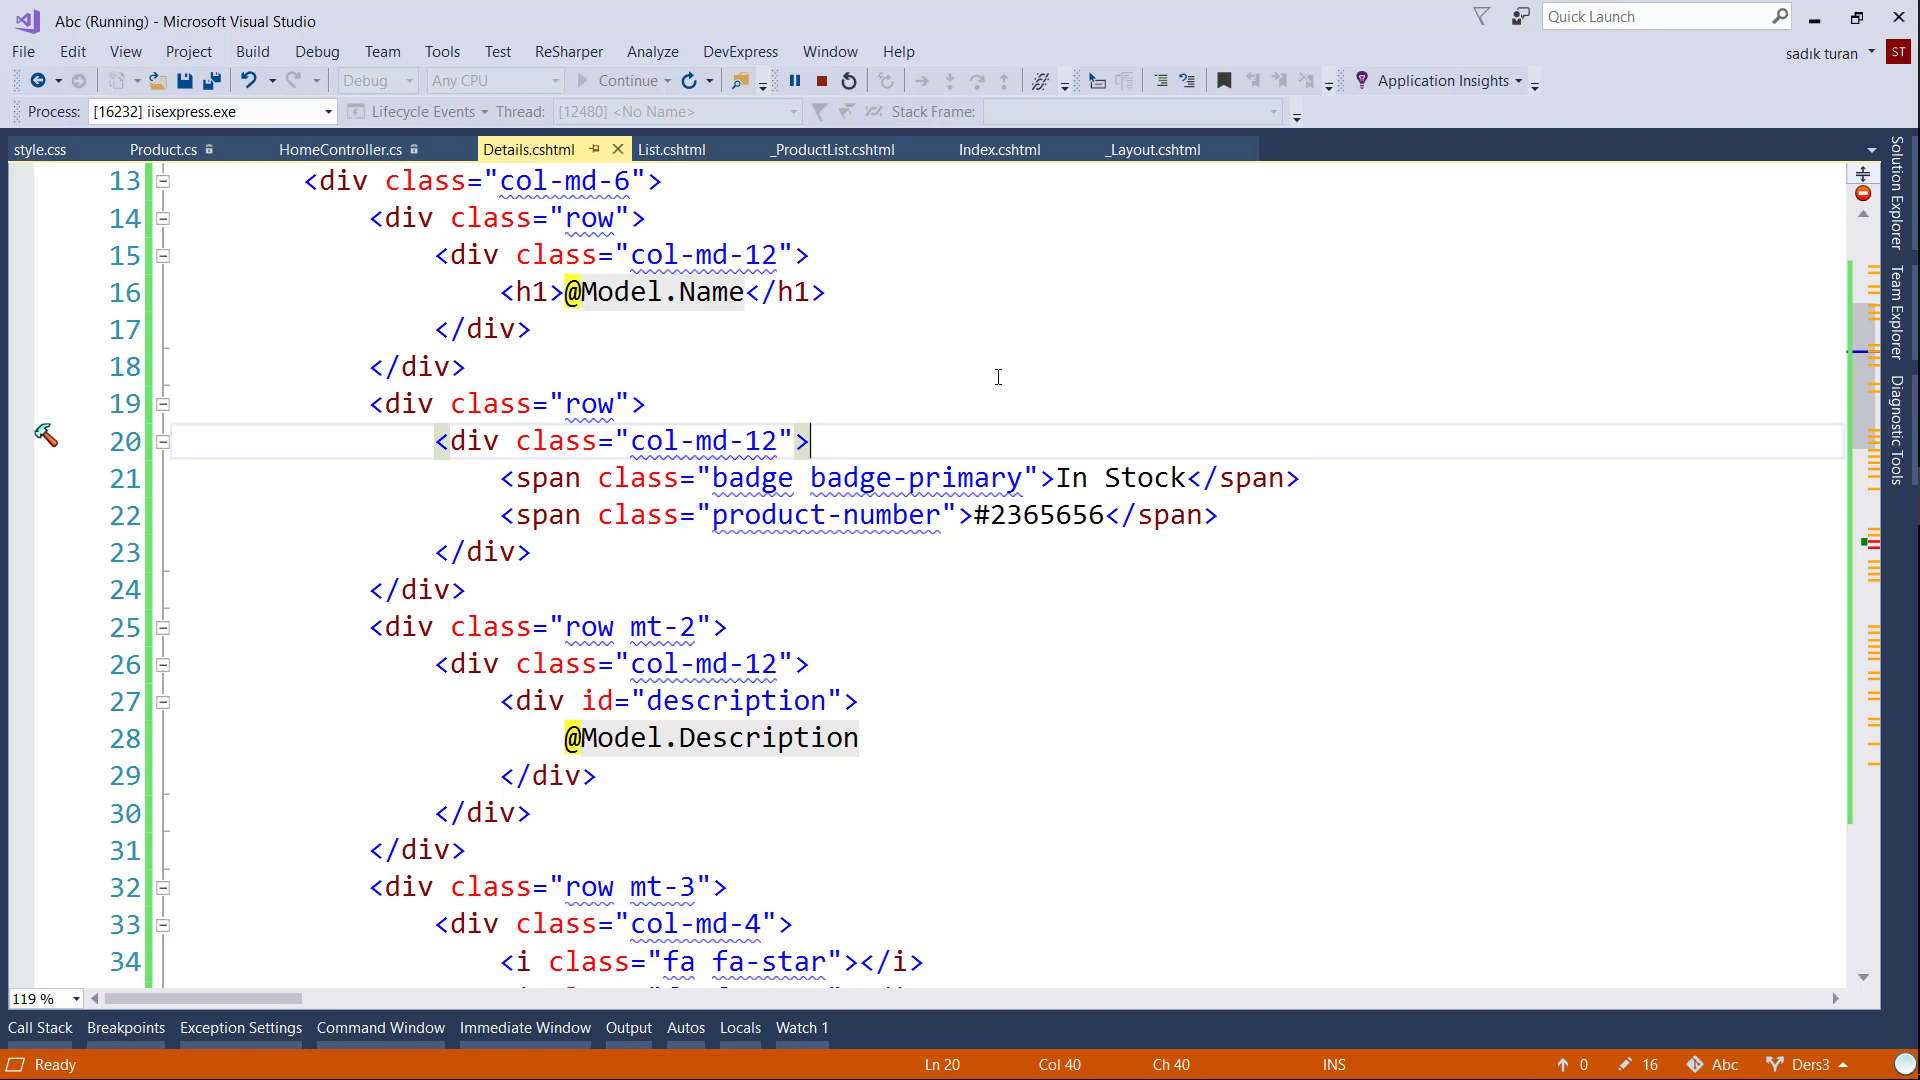 Abc (Running) - Microsoft Visual Studio
Quick Launch
File Edit View Project Build Debug Team Tools Test ReSharper Analyze DevExpress Window Help
sadık turan ST
Debug Any CPU Continue Application Insights
Process: [16232] iisexpress.exe Lifecycle Events Thread: [12480] <No Name> Stack Frame:
style.css Product.cs HomeController.cs Details.cshtml List.cshtml _ProductList.cshtml Index.cshtml _Layout.cshtml
13 <div class="col-md-6">
14 <div class="row">
15 <div class="col-md-12">
16 <h1>@Model.Name</h1>
17 </div>
18 </div>
19 <div class="row">
20 <div class="col-md-12">
21 <span class="badge badge-primary">In Stock</span>
22 <span class="product-number">#2365656</span>
23 </div>
24 </div>
25 <div class="row mt-2">
26 <div class="col-md-12">
27 <div id="description">
28 @Model.Description
29 </div>
30 </div>
31 </div>
32 <div class="row mt-3">
33 <div class="col-md-4">
34 <i class="fa fa-star"></i>
Solution Explorer
Team Explorer
Diagnostic Tools
119 %
Call Stack Breakpoints Exception Settings Command Window Immediate Window Output Autos Locals Watch 1
Ready Ln 20 Col 40 Ch 40 INS 0 16 Abc Ders3